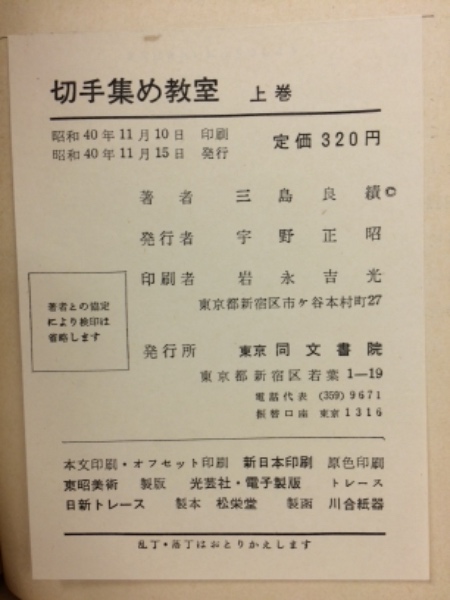 切手集め教室 上巻
昭和40年11月10日 印刷
昭和40年11月15日 発行
定価320円
著者 三島良績©
発行者 宇野正昭
印刷者 岩永吉光
東京都新宿区市ケ谷本村町27
著者との協定
により検印は
省略します
発行所 東京 同文書院
東京都新宿区若葉1—19
電話代表 (359)9671
振替口座 東京1316
本文印刷・オフセット印刷 新日本印刷 原色印刷
東昭美術 製版 光芸社・電子製版 トレース
日新トレース 製本 松栄堂 製函 川合紙器
乱丁・落丁はおとりかえします